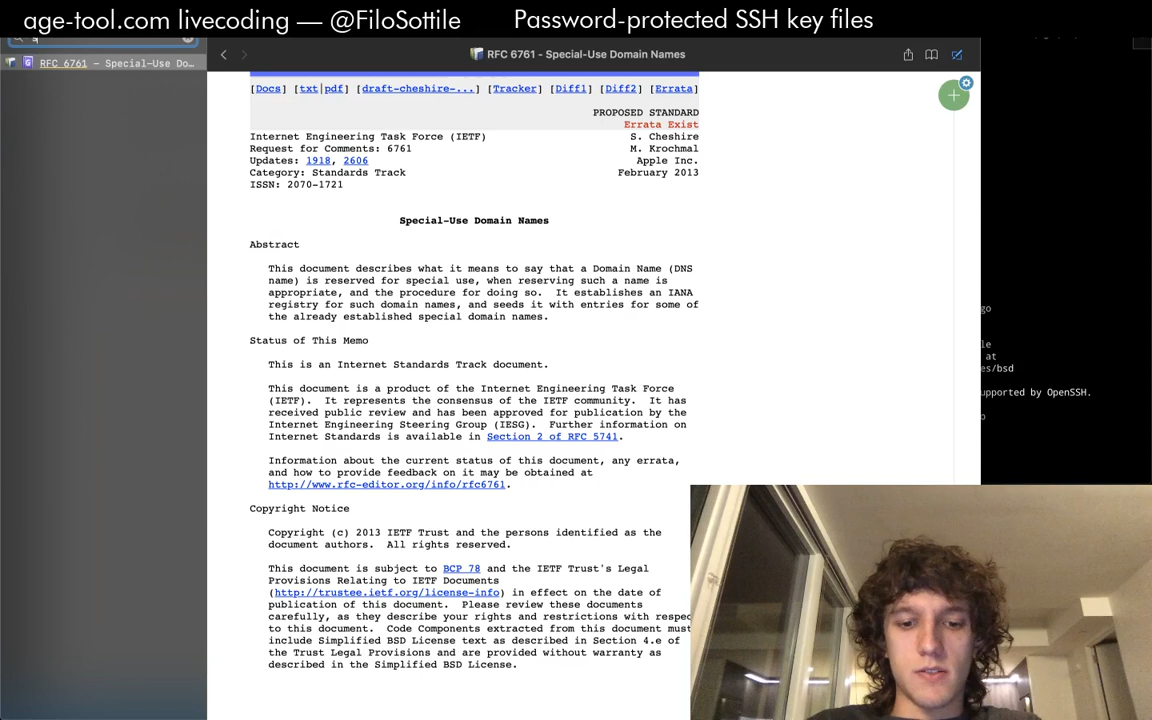 age-tool.com livecoding — @FiloSottile Password-protected SSH key files
RFC 6761 – Special-Use Do…
RFC 6761 - Special-Use Domain Names
[Docs] [txt|pdf] [draft-cheshire-...] [Tracker] [Diff1] [Diff2] [Errata]
PROPOSED STANDARD
Errata Exist
Internet Engineering Task Force (IETF) S. Cheshire
Request for Comments: 6761 M. Krochmal
Updates: 1918, 2606 Apple Inc.
Category: Standards Track February 2013
ISSN: 2070-1721
Special-Use Domain Names
Abstract
This document describes what it means to say that a Domain Name (DNS
name) is reserved for special use, when reserving such a name is
appropriate, and the procedure for doing so. It establishes an IANA
registry for such domain names, and seeds it with entries for some of
the already established special domain names.
Status of This Memo
This is an Internet Standards Track document.
This document is a product of the Internet Engineering Task Force
(IETF). It represents the consensus of the IETF community. It has
received public review and has been approved for publication by the
Internet Engineering Steering Group (IESG). Further information on
Internet Standards is available in Section 2 of RFC 5741.
Information about the current status of this document, any errata,
and how to provide feedback on it may be obtained at
http://www.rfc-editor.org/info/rfc6761.
Copyright Notice
Copyright (c) 2013 IETF Trust and the persons identified as the
document authors. All rights reserved.
This document is subject to BCP 78 and the IETF Trust's Legal
Provisions Relating to IETF Documents
(http://trustee.ietf.org/license-info) in effect on the date of
publication of this document. Please review these documents
carefully, as they describe your rights and restrictions with respec
to this document. Code Components extracted from this document must
include Simplified BSD License text as described in Section 4.e of
the Trust Legal Provisions and are provided without warranty as
described in the Simplified BSD License.
go
le
at
es/bsd
upported by OpenSSH.